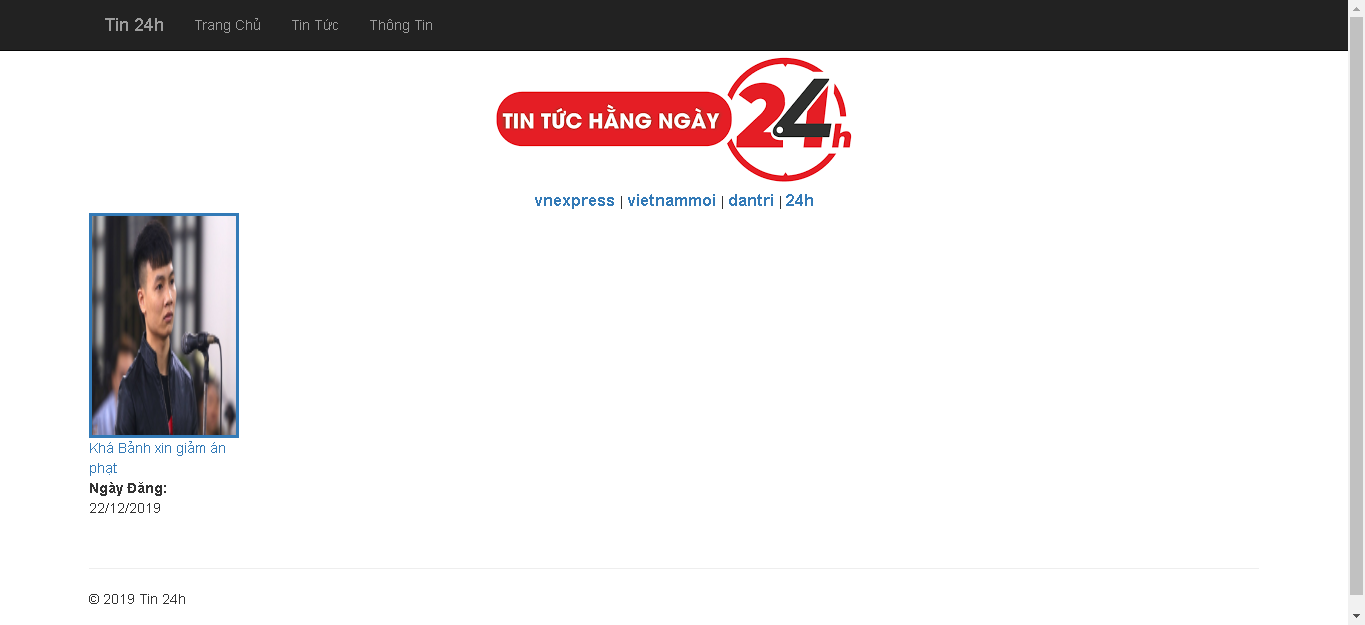 Tin 24h Trang Chủ Tin Tức Thông Tin
TIN TỨC HẰNG NGÀY 24h
vnexpress | vietnammoi | dantri | 24h
Khá Bảnh xin giảm án
phạt
Ngày Đăng:
22/12/2019
© 2019 Tin 24h